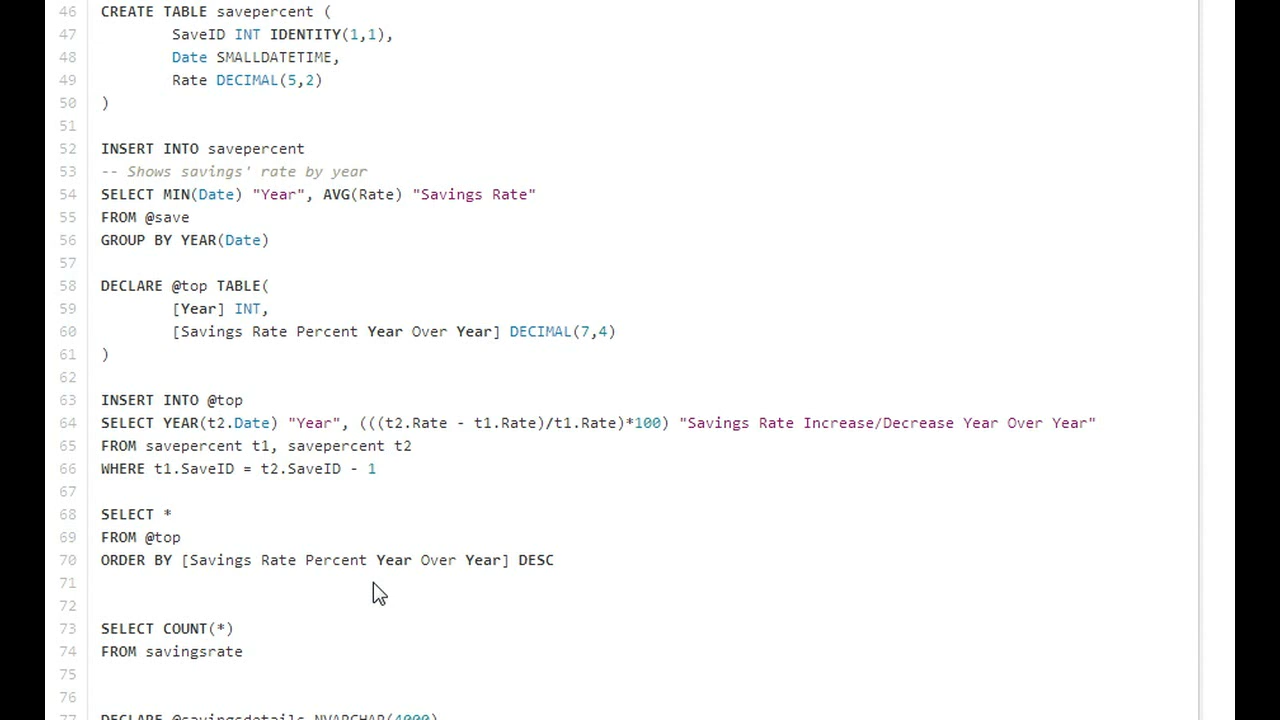 46 CREATE TABLE savepercent (
47 SaveID INT IDENTITY(1,1),
48 Date SMALLDATETIME,
49 Rate DECIMAL(5,2)
50 )
51
52 INSERT INTO savepercent
53 -- Shows savings' rate by year
54 SELECT MIN(Date) "Year", AVG(Rate) "Savings Rate"
55 FROM @save
56 GROUP BY YEAR(Date)
57
58 DECLARE @top TABLE(
59 [Year] INT,
60 [Savings Rate Percent Year Over Year] DECIMAL(7,4)
61 )
62
63 INSERT INTO @top
64 SELECT YEAR(t2.Date) "Year", (((t2.Rate - t1.Rate)/t1.Rate)*100) "Savings Rate Increase/Decrease Year Over Year"
65 FROM savepercent t1, savepercent t2
66 WHERE t1.SaveID = t2.SaveID - 1
67
68 SELECT *
69 FROM @top
70 ORDER BY [Savings Rate Percent Year Over Year] DESC
71
72
73 SELECT COUNT(*)
74 FROM savingsrate
75
76
77 DECLARE @savingsdetails NVARCHAR(4000)